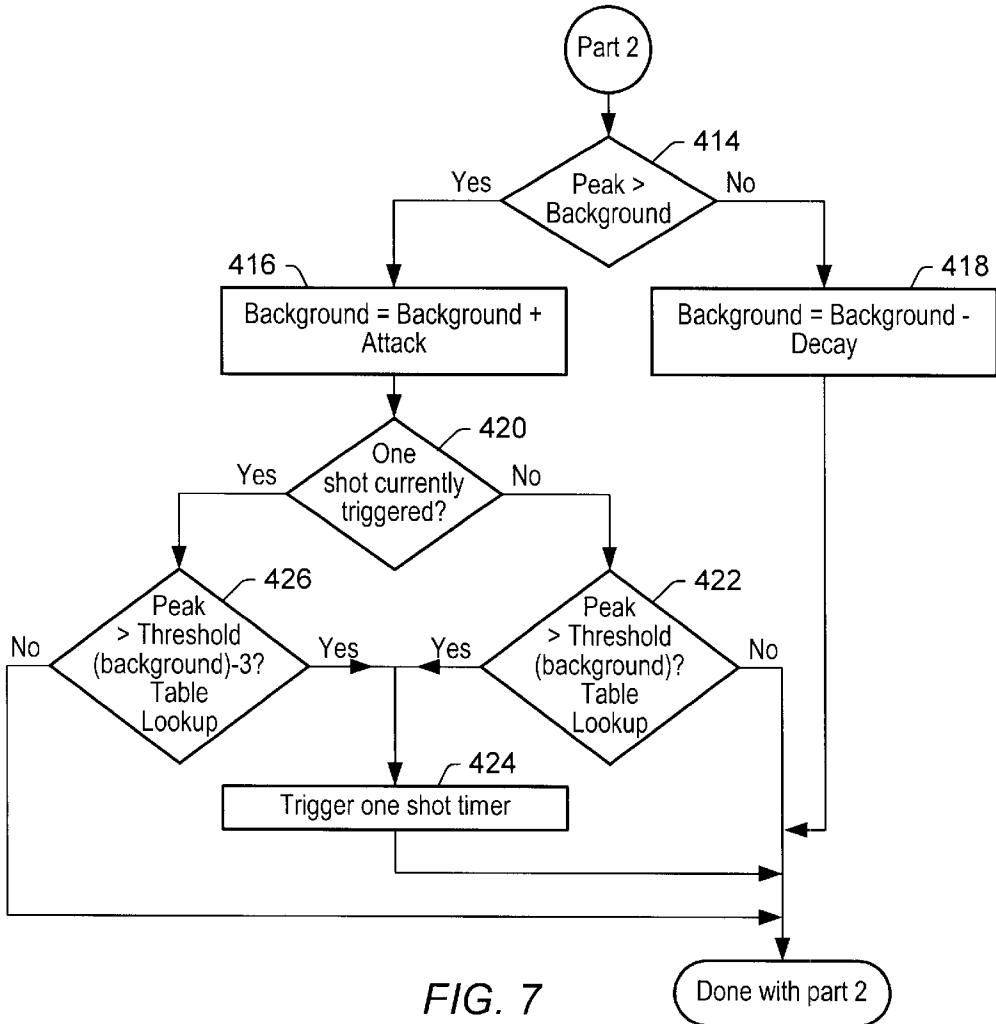 Part 2
414
Yes
Peak >
Background
No
416
Background = Background +
Attack
418
Background = Background -
Decay
420
Yes
One
shot currently
triggered?
No
426
No
Peak
> Threshold
(background)-3?
Table
Lookup
Yes
422
Yes
Peak
> Threshold
(background)?
Table
Lookup
No
424
Trigger one shot timer
Done with part 2
FIG. 7